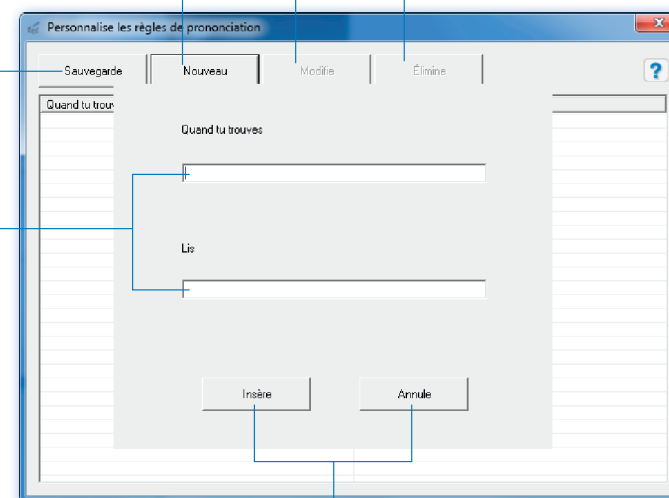 Personnalise les règles de prononciation
Sauvegarde Nouveau Modifie Élimine
Quand tu trouv
Quand tu trouves
Lis
Insère Annule